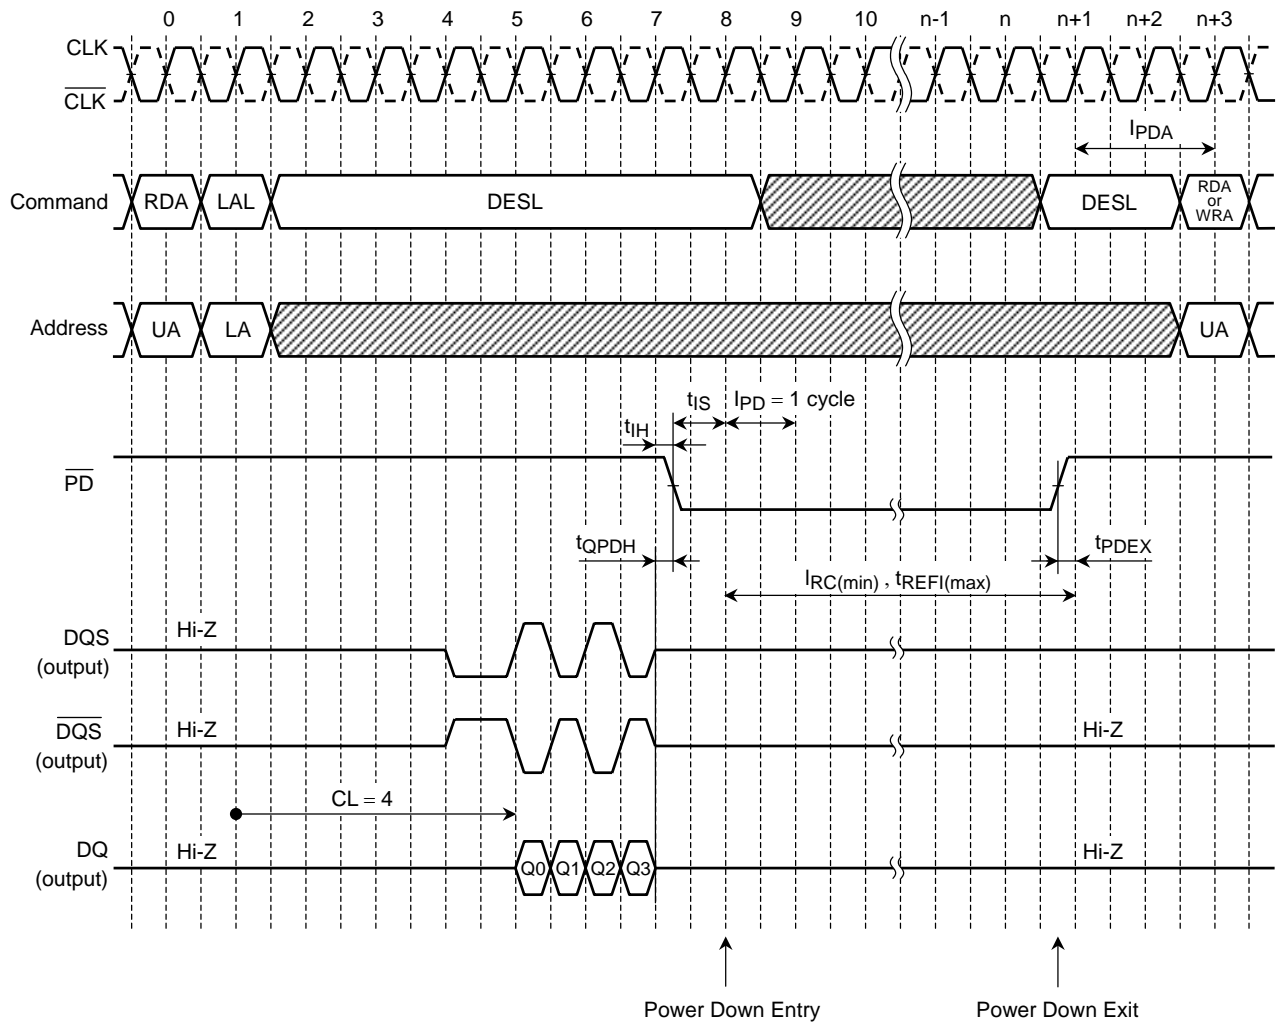 0 1 2 3 4 5 6 7 8 9 10 n-1 n n+1 n+2 n+3
CLK
CLK
IPDA
Command RDA LAL DESL DESL RDA or WRA
Address UA LA UA
tIS IPD = 1 cycle
tIH
PD
tQPDH tPDEX
IRC(min) , tREFI(max)
DQS Hi-Z
(output)
DQS Hi-Z Hi-Z
(output)
CL = 4
DQ Hi-Z Q0 Q1 Q2 Q3 Hi-Z
(output)
Power Down Entry Power Down Exit